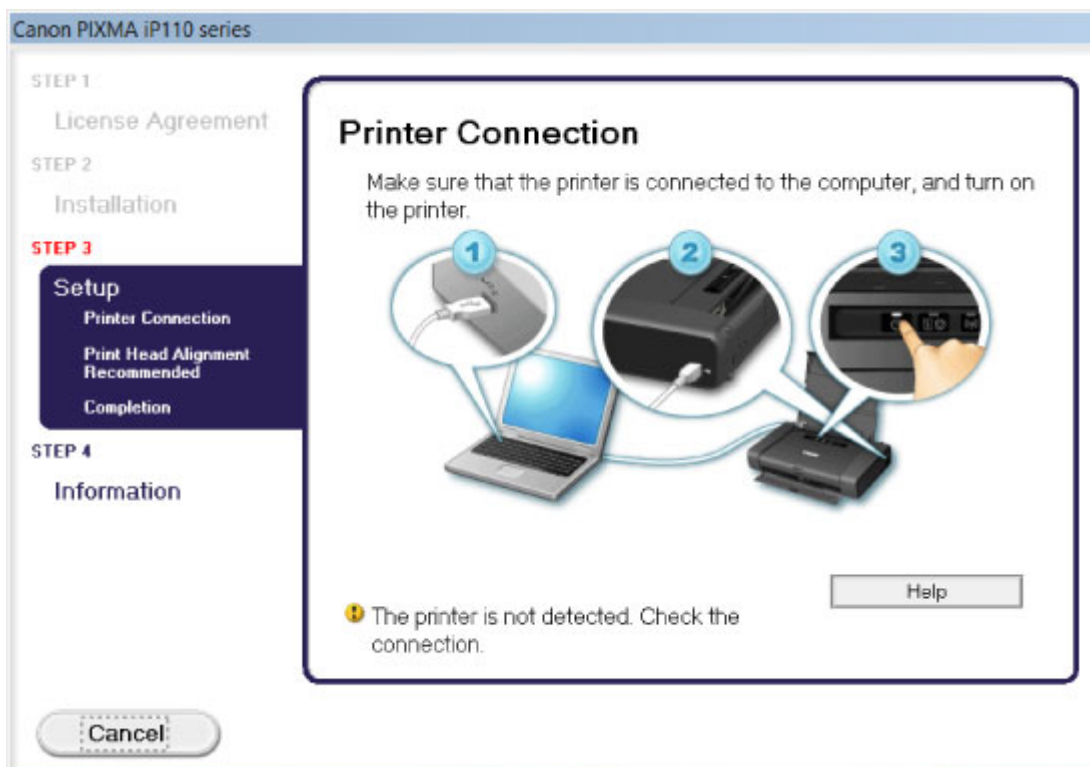 Canon PIXMA iP110 series
STEP 1
License Agreement
STEP 2
Installation
STEP 3
Setup
Printer Connection
Print Head Alignment
Recommended
Completion
STEP 4
Information
Printer Connection
Make sure that the printer is connected to the computer, and turn on
the printer.
1
2
3
Help
The printer is not detected. Check the
connection.
Cancel